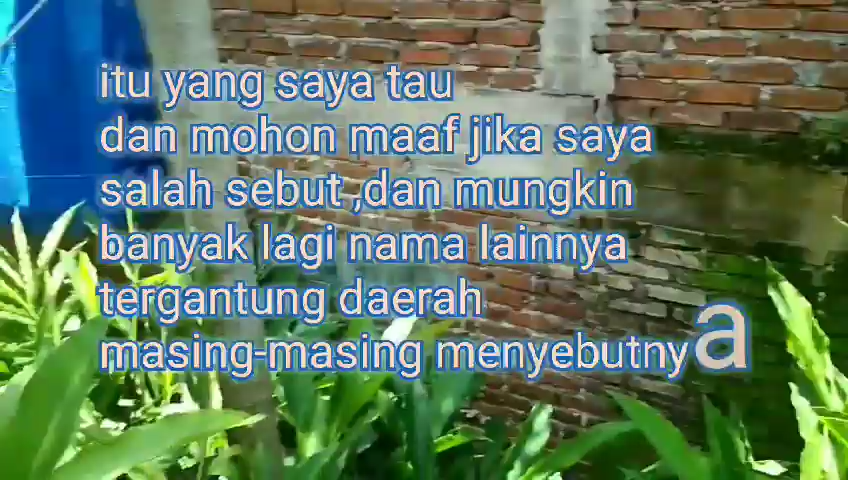 itu yang saya tau
dan mohon maaf jika saya
salah sebut ,dan mungkin
banyak lagi nama lainnya
tergantung daerah
masing-masing menyebutnya